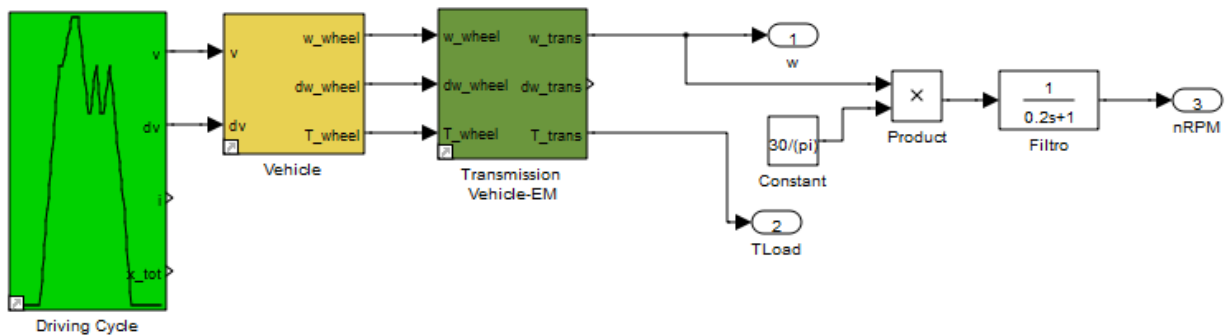 v
dv
i
x_tot
Driving Cycle
v
dv
w_wheel
dw_wheel
T_wheel
Vehicle
w_wheel
dw_wheel
T_wheel
w_trans
dw_trans
T_trans
Transmission
Vehicle-EM
1
w
30/(pi)
Constant
×
Product
1
0.2s+1
Filtro
3
nRPM
2
TLoad